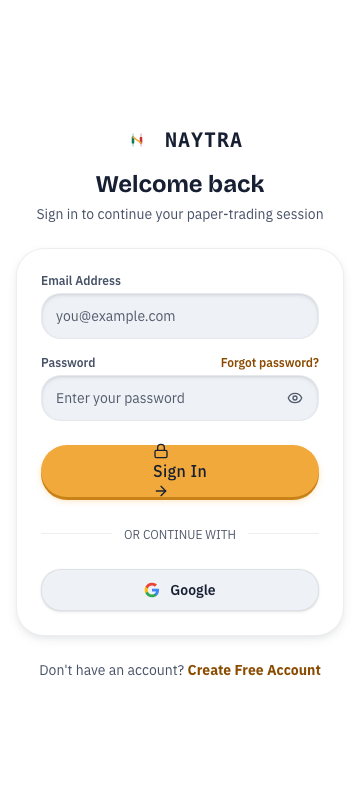 NAYTRA
Welcome back
Sign in to continue your paper-trading session
Email Address
you@example.com
Password Forgot password?
Enter your password
Sign In
OR CONTINUE WITH
Google
Don't have an account? Create Free Account